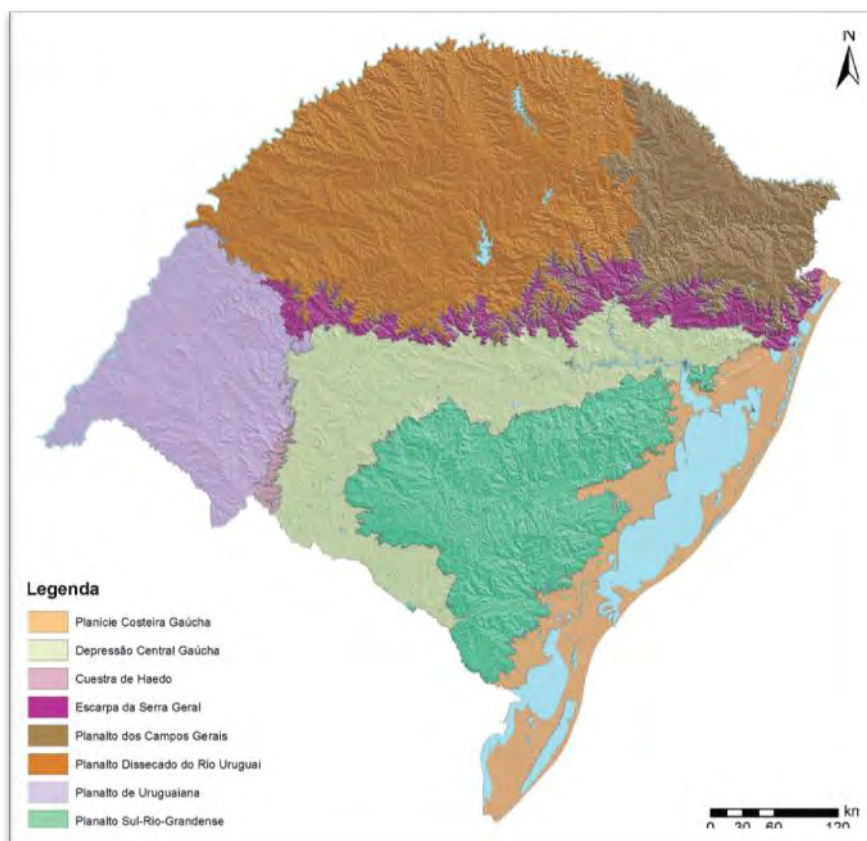 N
Legenda
Planície Costeira Gaúcha
Depressão Central Gaúcha
Cuestra de Haedo
Escarpa da Serra Geral
Planalto dos Campos Gerais
Planalto Dissecado do Rio Uruguai
Planalto de Uruguaiana
Planalto Sul-Rio-Grandense
km
0 30 60 120